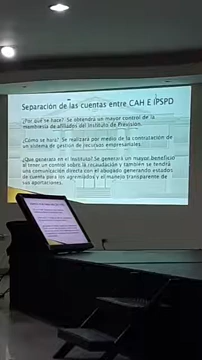 Separación de las cuentas entre CAH E IPSPD
¿Por qué se hace?: Se obtendrá un mayor control de la
membresía de afiliados del Instituto de Previsión.
¿Cómo se hará?: Se realizará por medio de la contratación de
un sistema de gestión de recursos empresariales
¿Que generara en el Instituto?: Se generará un mayor beneficio
al tener un control sobre la recaudación y también se tendrá
una comunicación directa con el abogado generando estados
de cuenta para los agremiados y el manejo transparente de
sus aportaciones.